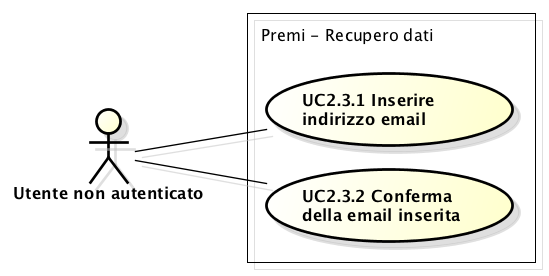 Premi - Recupero dati
UC2.3.1 Inserire
indirizzo email
Utente non autenticato
UC2.3.2 Conferma
della email inserita